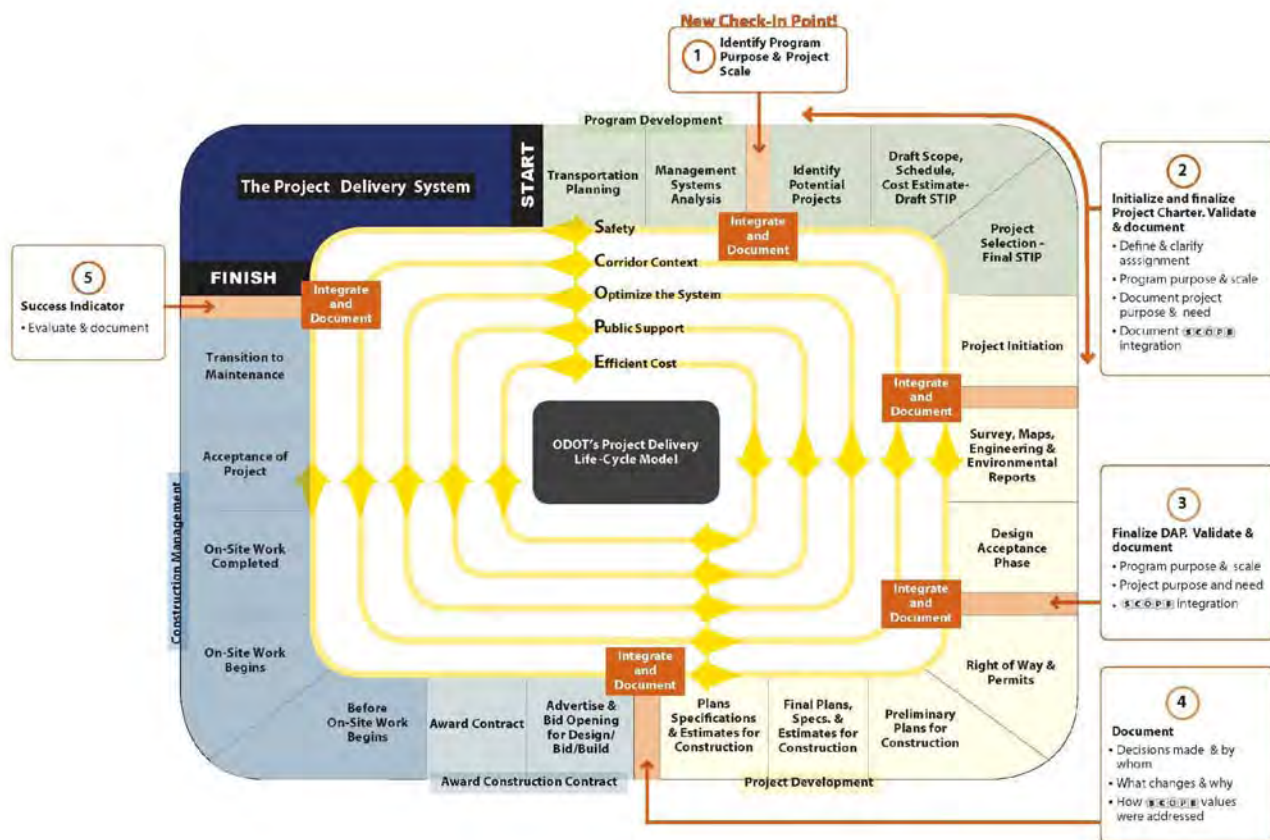 New Check-In Point!
1
Identify Program
Purpose & Project
Scale
Program Development
The Project Delivery System
START
Transportation
Planning
Management
Systems
Analysis
Identify
Potential
Projects
Draft Scope,
Schedule,
Cost Estimate-
Draft STIP
Project
Selection –
Final STIP
2
Initialize and finalize
Project Charter. Validate
& document
• Define & clarify
asssignment
• Program purpose & scale
• Document project
purpose & need
• Document SCOPE
integration
Integrate
and
Document
Safety
Corridor Context
Optimize the System
Public Support
Efficient Cost
FINISH
Integrate
and
Document
5
Success Indicator
• Evaluate & document
Project Initiation
Integrate
and
Document
Survey, Maps,
Engineering &
Environmental
Reports
Design
Acceptance
Phase
3
Finalize DAP. Validate &
document
• Program purpose & scale
• Project purpose and need
• SCOPE integration
Integrate
and
Document
ODOT's Project Delivery
Life-Cycle Model
Transition to
Maintenance
Acceptance of
Project
On-Site Work
Completed
On-Site Work
Begins
Construction Management
Integrate
and
Document
Right of Way &
Permits
Before
On-Site Work
Begins
Award Contract
Advertise &
Bid Opening
for Design/
Bid/Build
Plans
Specifications
& Estimates for
Construction
Final Plans,
Specs. &
Estimates for
Construction
Preliminary
Plans for
Construction
Award Construction Contract
Project Development
4
Document
• Decisions made & by
whom
• What changes & why
• How SCOPE values
were addressed